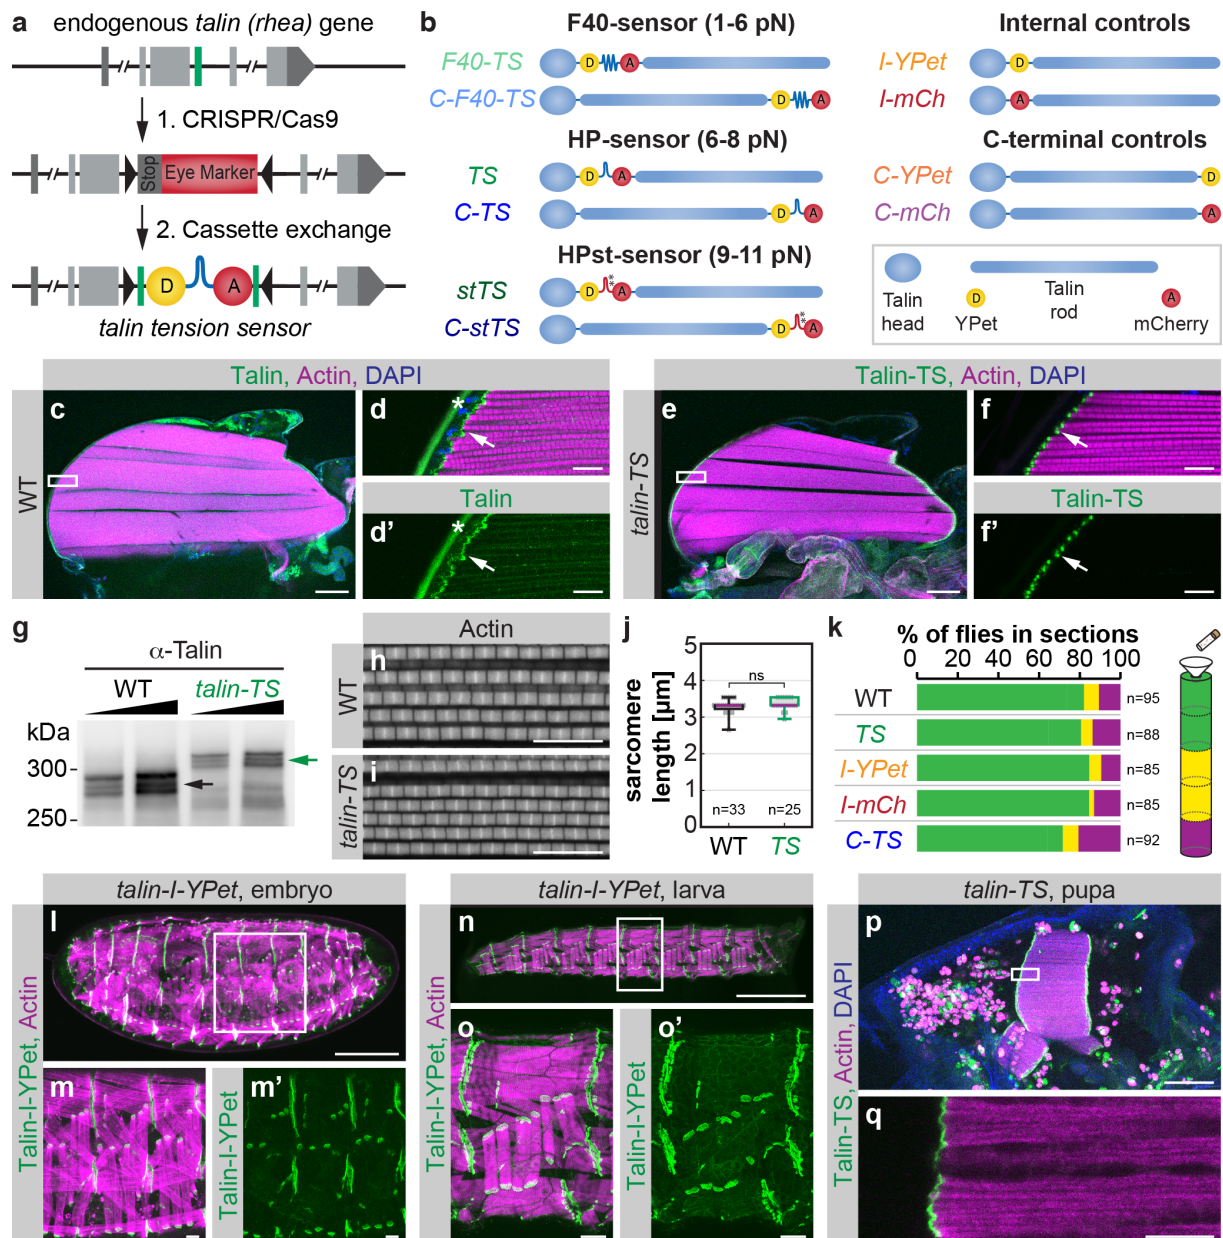 a endogenous talin (rhea) gene
1. CRISPR/Cas9
Stop Eye Marker
2. Cassette exchange
D A
talin tension sensor
b F40-sensor (1-6 pN)
F40-TS D A
C-F40-TS D A
HP-sensor (6-8 pN)
TS D A
C-TS D A
HPst-sensor (9-11 pN)
stTS D ** A
C-stTS D ** A
Internal controls
I-YPet D
I-mCh A
C-terminal controls
C-YPet D
C-mCh A
Talin head
D YPet
Talin rod
A mCherry
Talin, Actin, DAPI
WT
c
d *
Talin
d' *
Talin-TS, Actin, DAPI
talin-TS
e
f
Talin-TS
f'
g
α-Talin
WT talin-TS
kDa
300
250
Actin
WT
h
talin-TS
i
j
sarcomere length [µm]
5
4
3
2
1
0
ns
n=33 n=25
WT TS
k % of flies in sections
0 20 40 60 80 100
WT n=95
TS n=88
I-YPet n=85
I-mCh n=85
C-TS n=92
talin-I-YPet, embryo
Talin-I-YPet, Actin
l
m
Talin-I-YPet
m'
talin-I-YPet, larva
Talin-I-YPet, Actin
n
o
Talin-I-YPet
o'
talin-TS, pupa
Talin-TS, Actin, DAPI
p
q